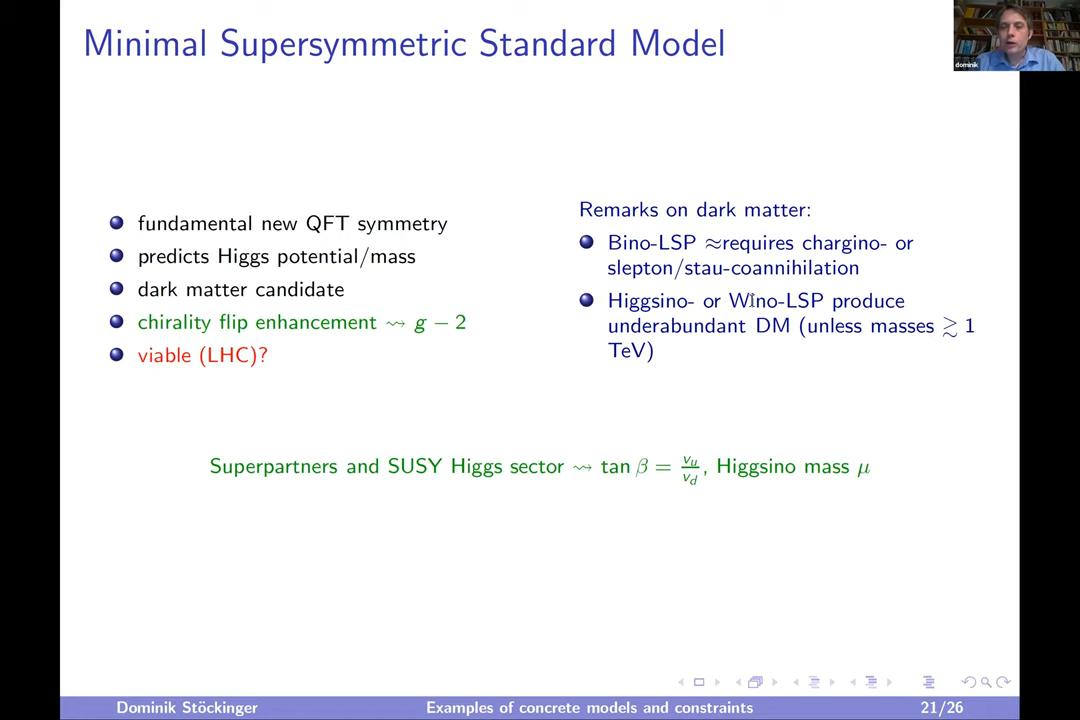 Minimal Supersymmetric Standard Model
dominik
fundamental new QFT symmetry
predicts Higgs potential/mass
dark matter candidate
chirality flip enhancement ⇝ g − 2
viable (LHC)?
Remarks on dark matter:
Bino-LSP ≈requires chargino- or
slepton/stau-coannihilation
Higgsino- or Wino-LSP produce
underabundant DM (unless masses ≳ 1
TeV)
Superpartners and SUSY Higgs sector ⇝ tan β = v_u/v_d, Higgsino mass μ
Dominik Stöckinger
Examples of concrete models and constraints
21/26